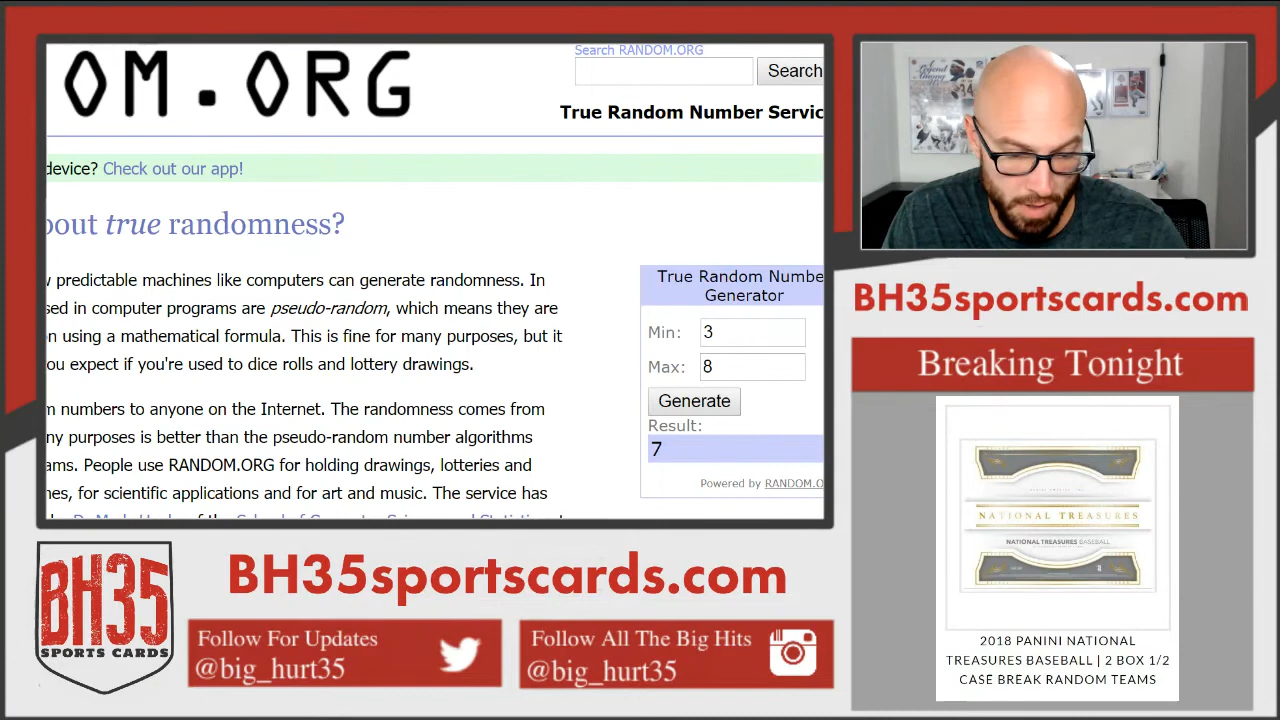 OM.ORG
Search RANDOM.ORG
Search
True Random Number Servic
device? Check out our app!
bout true randomness?
w predictable machines like computers can generate randomness. In
sed in computer programs are pseudo-random, which means they are
n using a mathematical formula. This is fine for many purposes, but it
ou expect if you're used to dice rolls and lottery drawings.
m numbers to anyone on the Internet. The randomness comes from
ny purposes is better than the pseudo-random number algorithms
ams. People use RANDOM.ORG for holding drawings, lotteries and
nes, for scientific applications and for art and music. The service has
True Random Numbe
Generator
Min: 3
Max: 8
Generate
Result:
7
Powered by RANDOM.O
BH35sportscards.com
Breaking Tonight
NATIONAL TREASURES
NATIONAL TREASURES BASEBALL
2018 PANINI NATIONAL
TREASURES BASEBALL | 2 BOX 1/2
CASE BREAK RANDOM TEAMS
BH35
SPORTS CARDS
BH35sportscards.com
Follow For Updates
@big_hurt35
Follow All The Big Hits
@big_hurt35